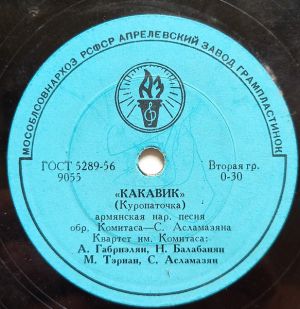 МОСОБЛСОВНАРХОЗ РСФСР АПРЕЛЕВСКИЙ ЗАВОД ГРАМПЛАСТИНОК
ГОСТ 5289-56
9055
Вторая гр.
0-30
«КАКАВИК»
(Куропаточка)
армянская нар. песня
обр. Комитаса—С. Асламазяна
Квартет им. Комитаса:
А. Габриэлян, Н. Балабанян
М. Тэриан, С. Асламазян